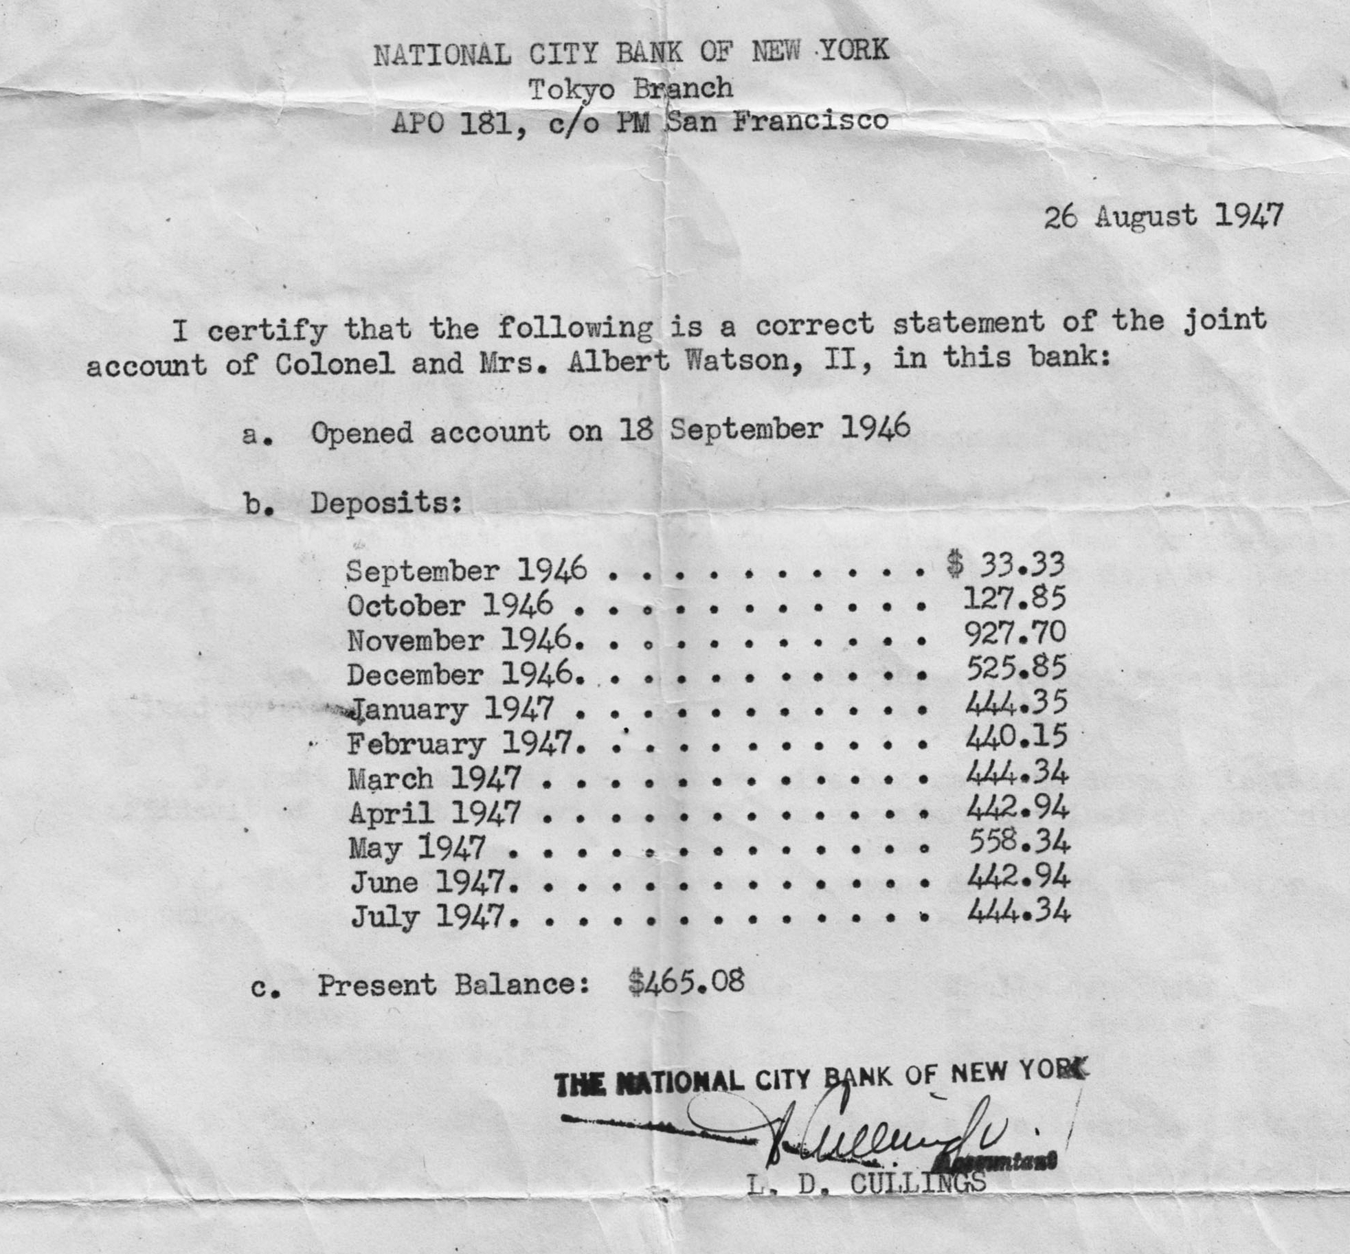 NATIONAL CITY BANK OF NEW YORK
Tokyo Branch
APO 181, c/o PM San Francisco
26 August 1947
I certify that the following is a correct statement of the joint
account of Colonel and Mrs. Albert Watson, II, in this bank:
a. Opened account on 18 September 1946
b. Deposits:
September 1946 . . . . . . . . . . $ 33.33
October 1946 . . . . . . . . . . . 127.85
November 1946. . . . . . . . . . . 927.70
December 1946. . . . . . . . . . . 525.85
January 1947 . . . . . . . . . . . 444.35
February 1947. . . . . . . . . . . 440.15
March 1947 . . . . . . . . . . . . 444.34
April 1947 . . . . . . . . . . . . 442.94
May 1947 . . . . . . . . . . . . . 558.34
June 1947. . . . . . . . . . . . . 442.94
July 1947. . . . . . . . . . . . . 444.34
c. Present Balance: $465.08
THE NATIONAL CITY BANK OF NEW YORK
Accountant
L. D. CULLINGS